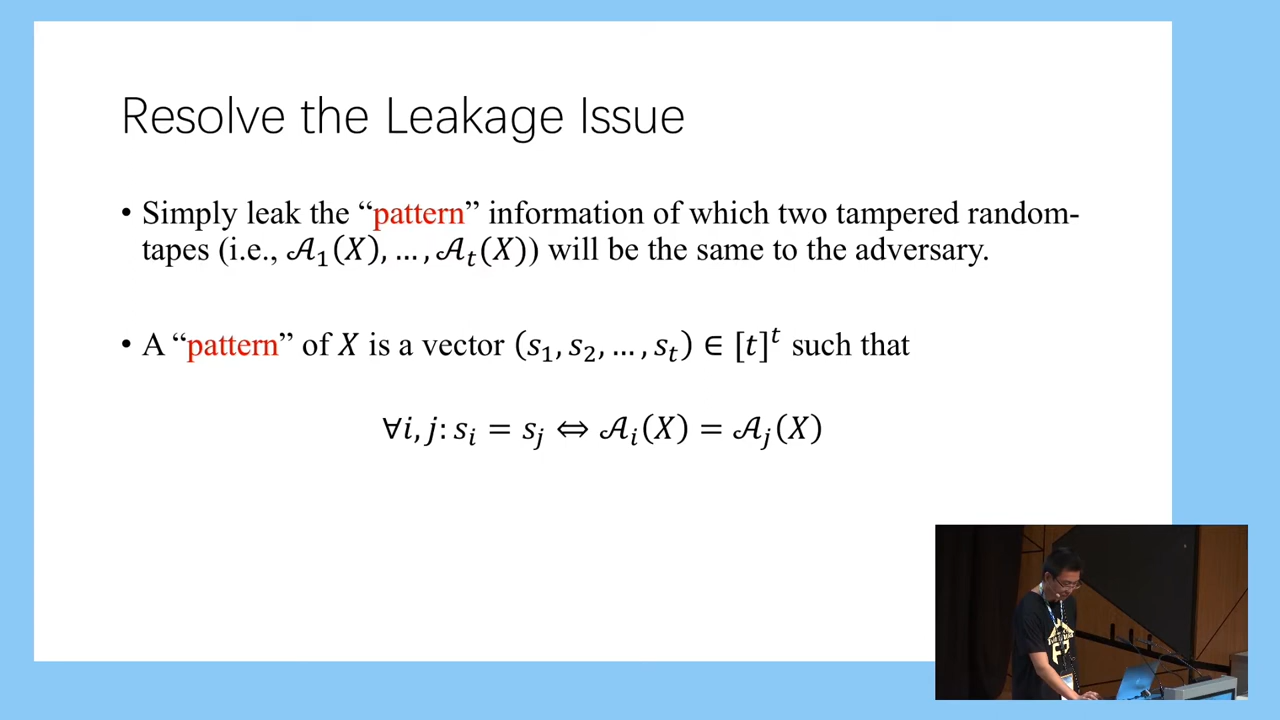 Resolve the Leakage Issue
• Simply leak the “pattern” information of which two tampered random-
tapes (i.e., 𝒜₁(𝑋), … , 𝒜ₜ(𝑋)) will be the same to the adversary.
• A “pattern” of 𝑋 is a vector (𝑠₁, 𝑠₂, … , 𝑠ₜ) ∈ [𝑡]ᵗ such that
∀𝑖, 𝑗: 𝑠ᵢ = 𝑠ⱼ ⇔ 𝒜ᵢ(𝑋) = 𝒜ⱼ(𝑋)